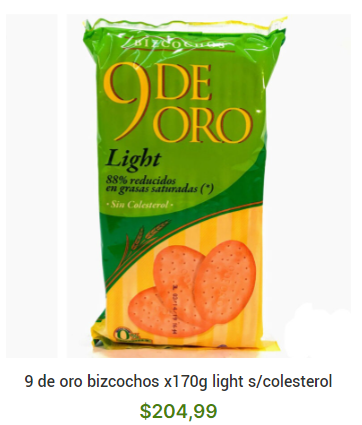 BIZCOCHOS
9 DE
ORO
Light
88% reducidos
en grasas saturadas (*)
· Sin Colesterol ·
9 de oro bizcochos x170g light s/colesterol
$204,99